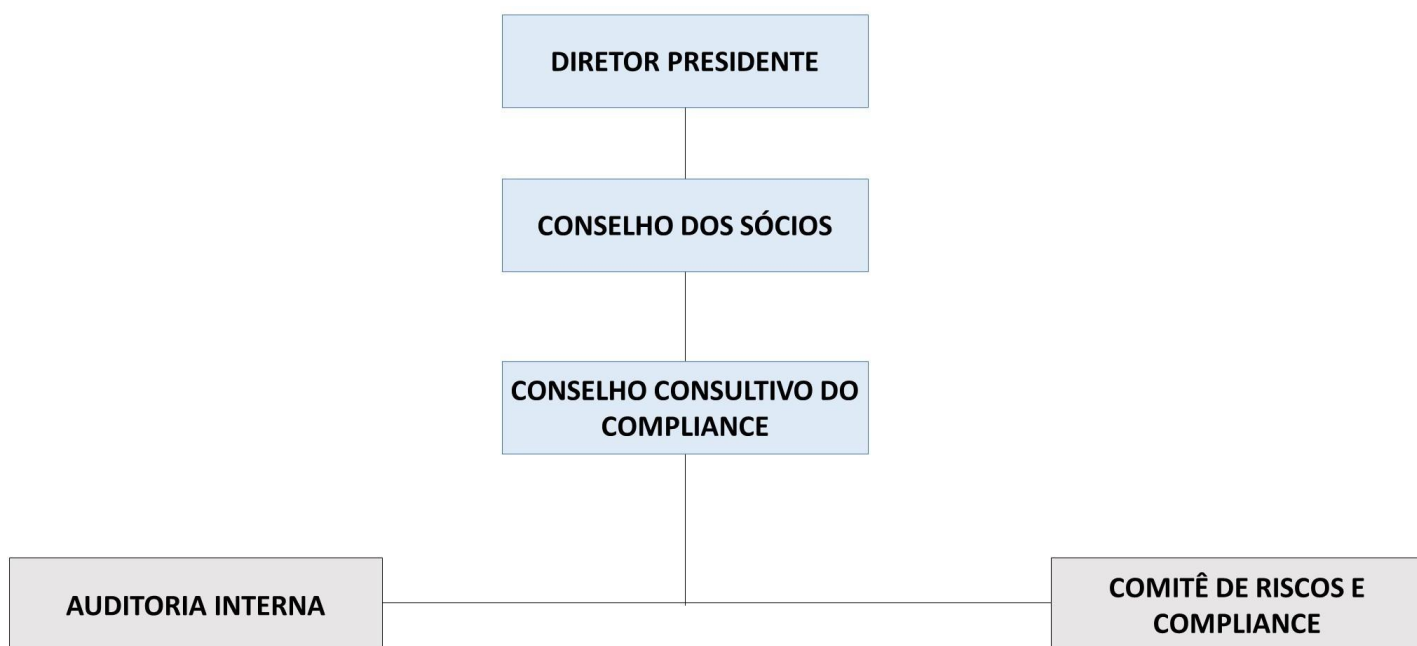 DIRETOR PRESIDENTE
CONSELHO DOS SÓCIOS
CONSELHO CONSULTIVO DO
COMPLIANCE
AUDITORIA INTERNA
COMITÊ DE RISCOS E
COMPLIANCE